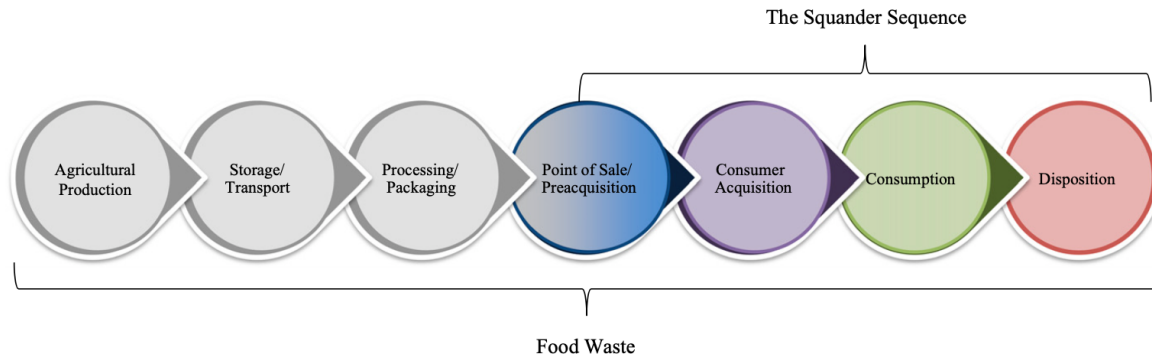 The Squander Sequence
Agricultural
Production
Storage/
Transport
Processing/
Packaging
Point of Sale/
Preacquisition
Consumer
Acquisition
Consumption
Disposition
Food Waste